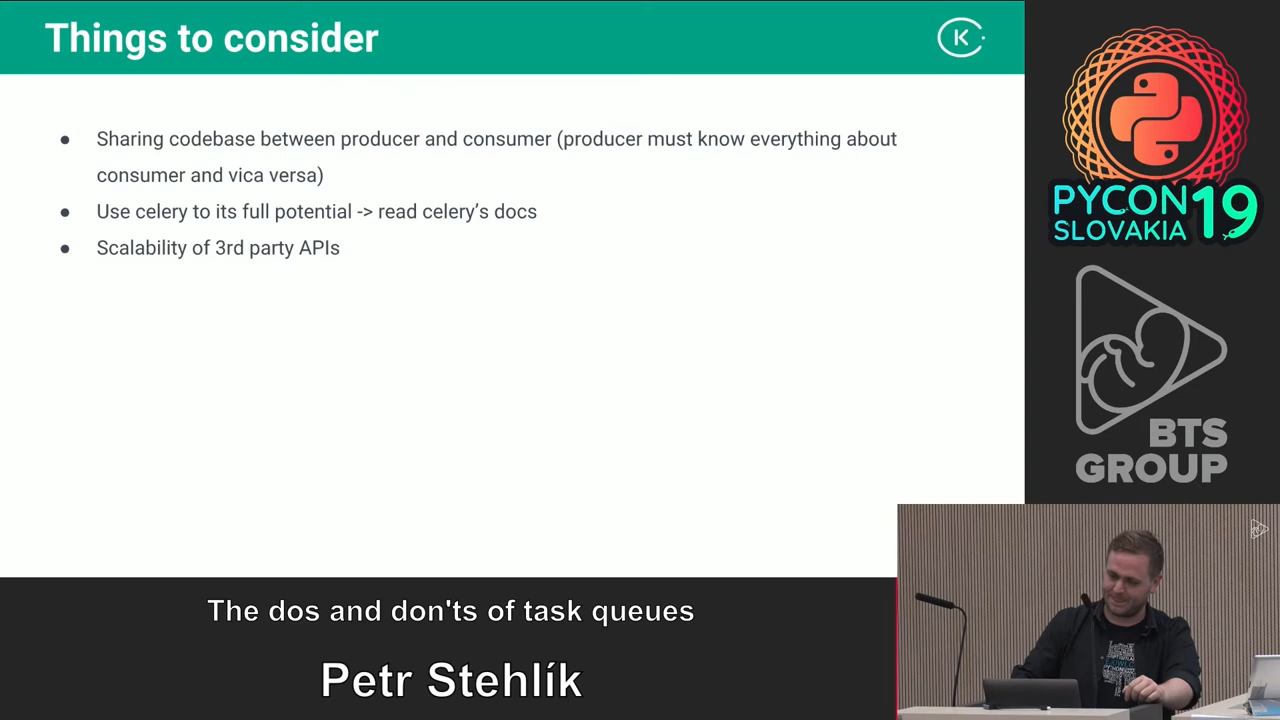 Things to consider
K
● Sharing codebase between producer and consumer (producer must know everything about
consumer and vica versa)
● Use celery to its full potential -> read celery's docs
● Scalability of 3rd party APIs
PYCON 19
SLOVAKIA
BTS
GROUP
The dos and don'ts of task queues
Petr Stehlík